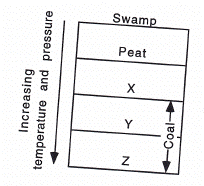 Swamp
Peat
X
Y
Z
Coal
Increasing
temperature and pressure